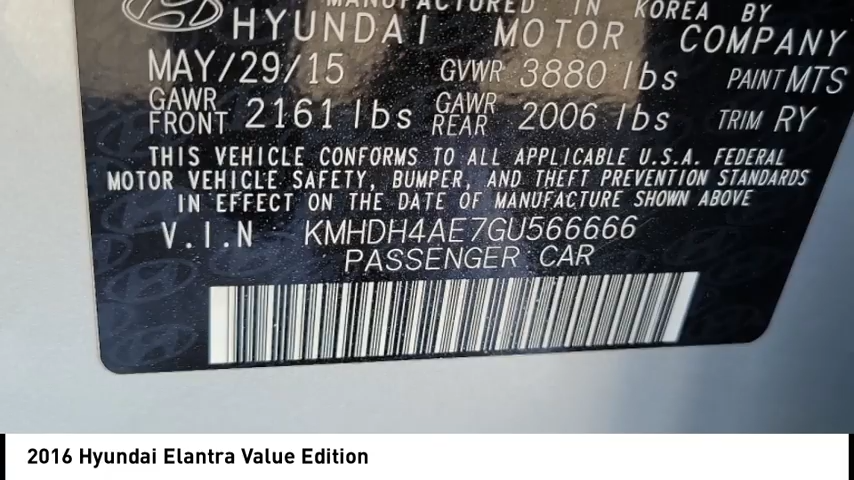 MANUFACTURED IN KOREA BY
HYUNDAI MOTOR COMPANY
MAY/29/15 GVWR 3880 lbs PAINT MTS
GAWR FRONT 2161 lbs GAWR REAR 2006 lbs TRIM RY
THIS VEHICLE CONFORMS TO ALL APPLICABLE U.S.A. FEDERAL
MOTOR VEHICLE SAFETY, BUMPER, AND THEFT PREVENTION STANDARDS
IN EFFECT ON THE DATE OF MANUFACTURE SHOWN ABOVE
V.I.N KMHDH4AE7GU566666
PASSENGER CAR
2016 Hyundai Elantra Value Edition